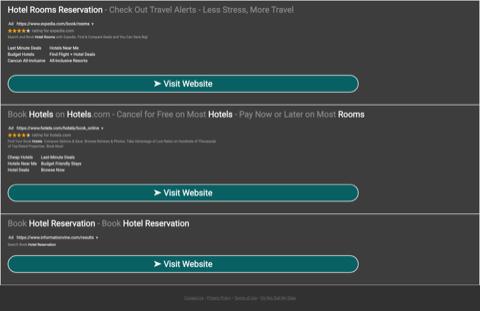 Hotel Rooms Reservation - Check Out Travel Alerts - Less Stress, More Travel
Ad https://www.expedia.com/book/rooms ▾
★★★★★ rating for expedia.com
Search and Book Hotel Rooms with Expedia. Find & Compare Deals and You Can Save Big!
Last Minute Deals Hotels Near Me
Budget Hotels Find Flight + Hotel Deals
Cancun All-Inclusive All-Inclusive Resorts
➤ Visit Website
Book Hotels on Hotels.com - Cancel for Free on Most Hotels - Pay Now or Later on Most Rooms
Ad https://www.hotels.com/hotels/book_online ▾
★★★★★ rating for hotels.com
Find Your Book Hotels. Compare Options & Save. Browse Reviews & Photos. Take Advantage of Low Rates on Hundreds of Thousands
of Top Rated Properties. Book Now!
Cheap Hotels Last-Minute Deals
Hotels Near Me Budget Friendly Stays
Hotel Deals Browse Now
➤ Visit Website
Book Hotel Reservation - Book Hotel Reservation
Ad https://www.informationvine.com/results ▾
Search Book Hotel Reservation
➤ Visit Website
Contact Us - Privacy Policy - Terms of Use - Do Not Sell My Data